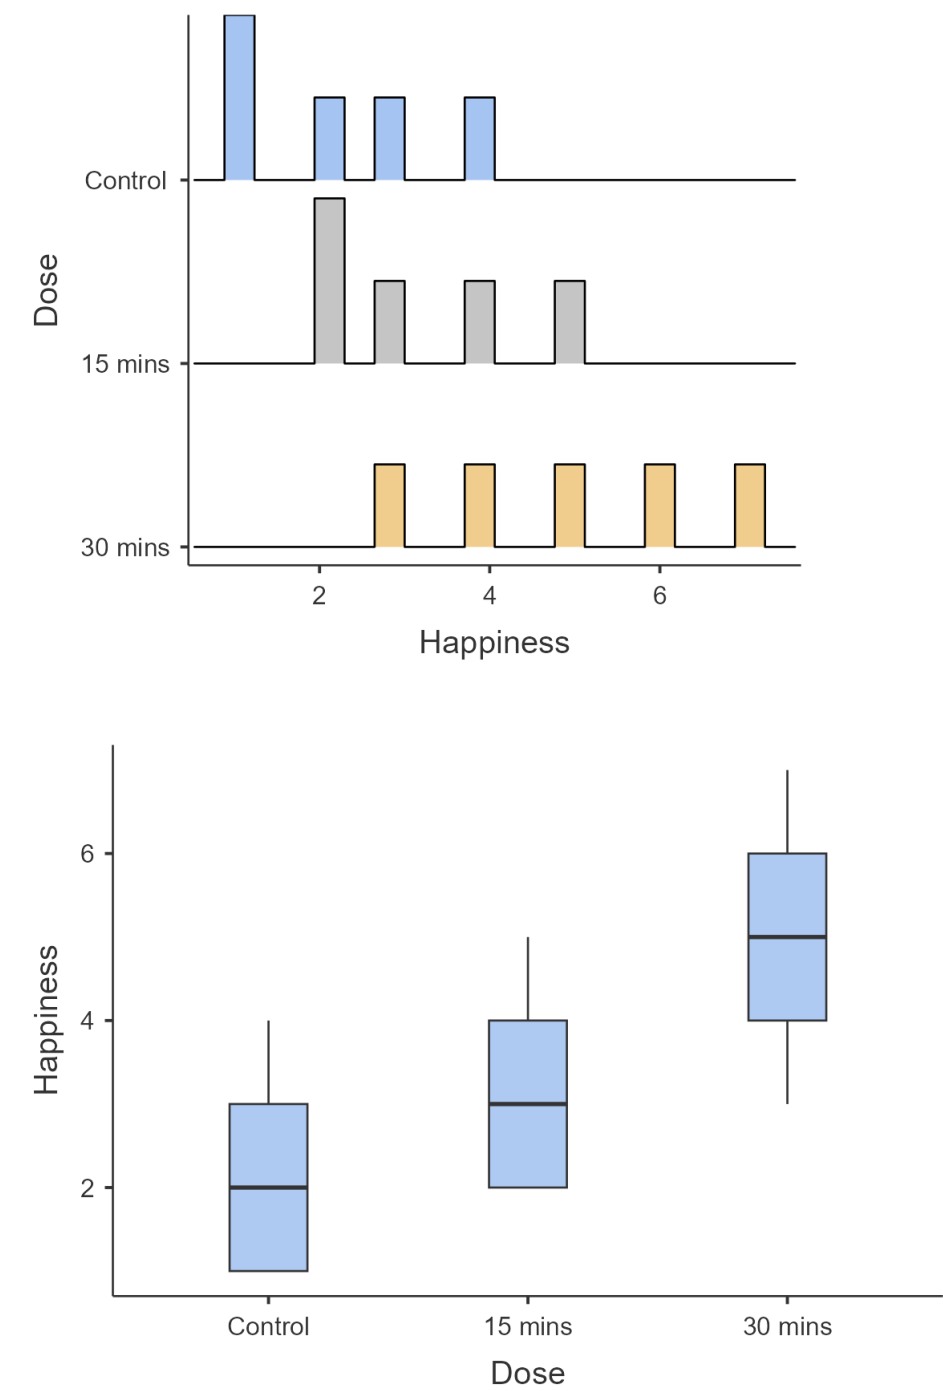 Control
15 mins
30 mins
Dose
2 4 6
Happiness
6
4
2
Happiness
Control 15 mins 30 mins
Dose